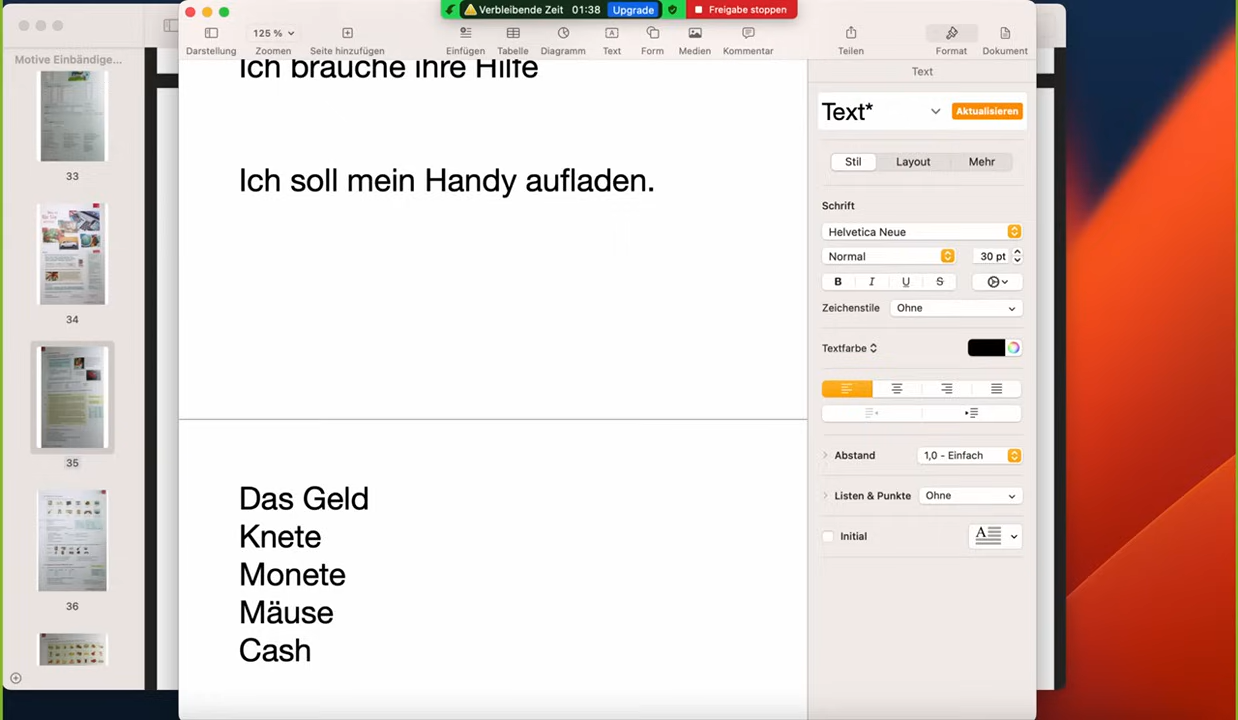 Verbleibende Zeit 01:38 Upgrade Freigabe stoppen
125 %
Darstellung Zoomen Seite hinzufügen Einfügen Tabelle Diagramm Text Form Medien Kommentar Teilen Format Dokument
Motive Einbändige...
33
34
35
36
Ich brauche ihre Hilfe
Ich soll mein Handy aufladen.
Das Geld
Knete
Monete
Mäuse
Cash
Text
Text* Aktualisieren
Stil Layout Mehr
Schrift
Helvetica Neue
Normal 30 pt
B I U S
Zeichenstile Ohne
Textfarbe
Abstand 1,0 - Einfach
Listen & Punkte Ohne
Initial A